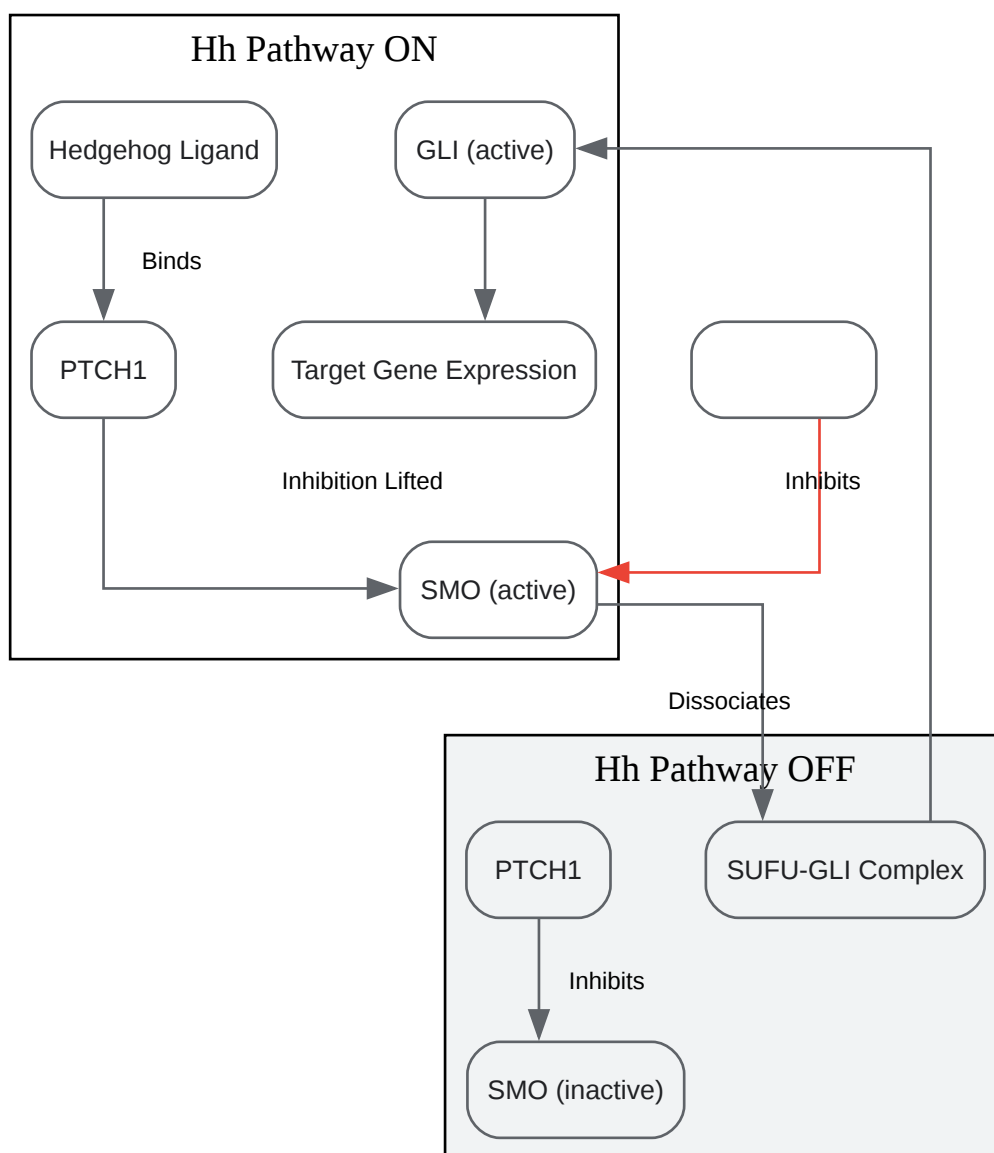 Hh Pathway ON
Hedgehog Ligand
GLI (active)
Binds
PTCH1
Target Gene Expression
Inhibition Lifted
Inhibits
SMO (active)
Dissociates
Hh Pathway OFF
PTCH1
SUFU-GLI Complex
Inhibits
SMO (inactive)